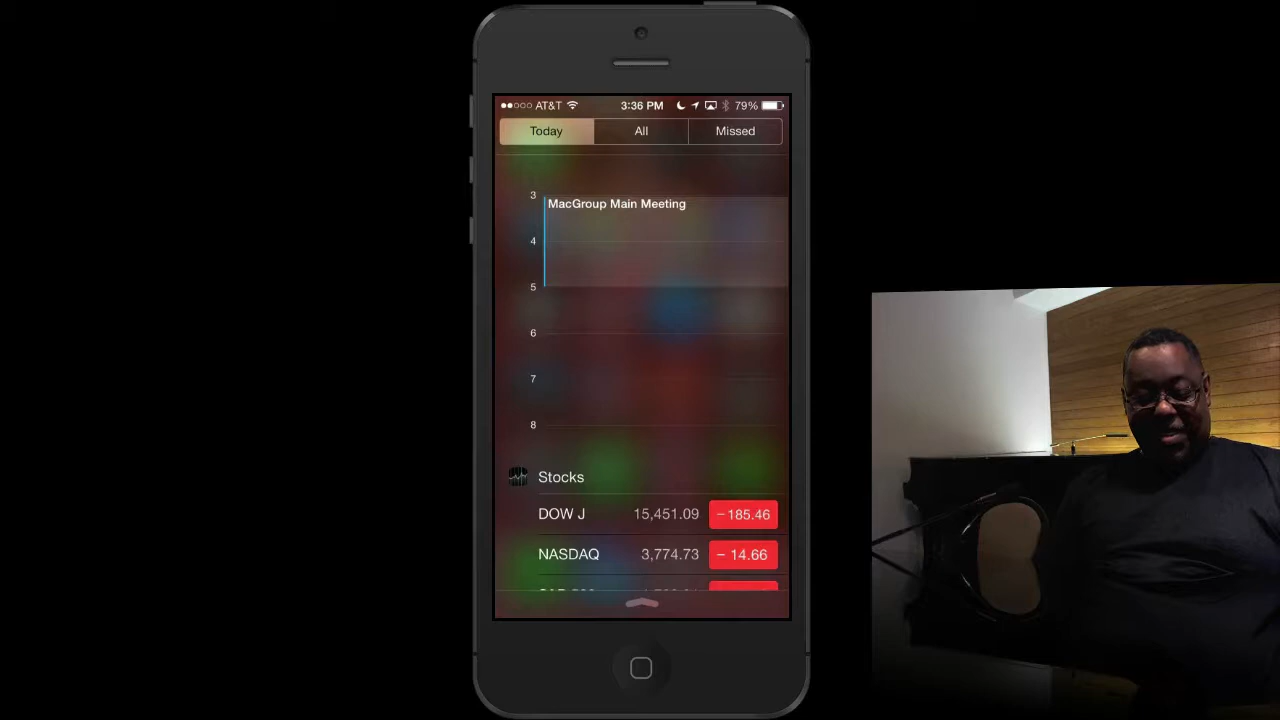 AT&T 3:36 PM 79%
Today All Missed
3
MacGroup Main Meeting
4
5
6
7
8
Stocks
DOW J 15,451.09 − 185.46
NASDAQ 3,774.73 − 14.66